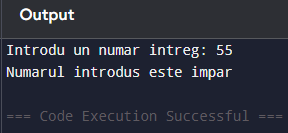 Output
Introdu un numar intreg: 55
Numarul introdus este impar
=== Code Execution Successful ===